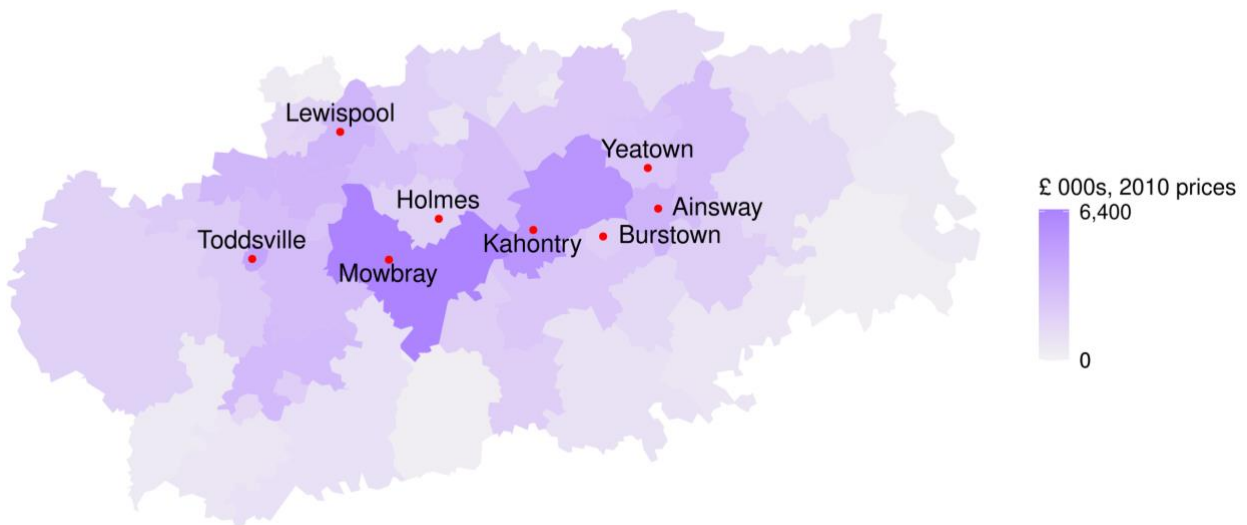 Lewispool
Yeatown
Holmes
Ainsway
Toddsville
Kahontry
Burstown
Mowbray
£ 000s, 2010 prices
6,400
0